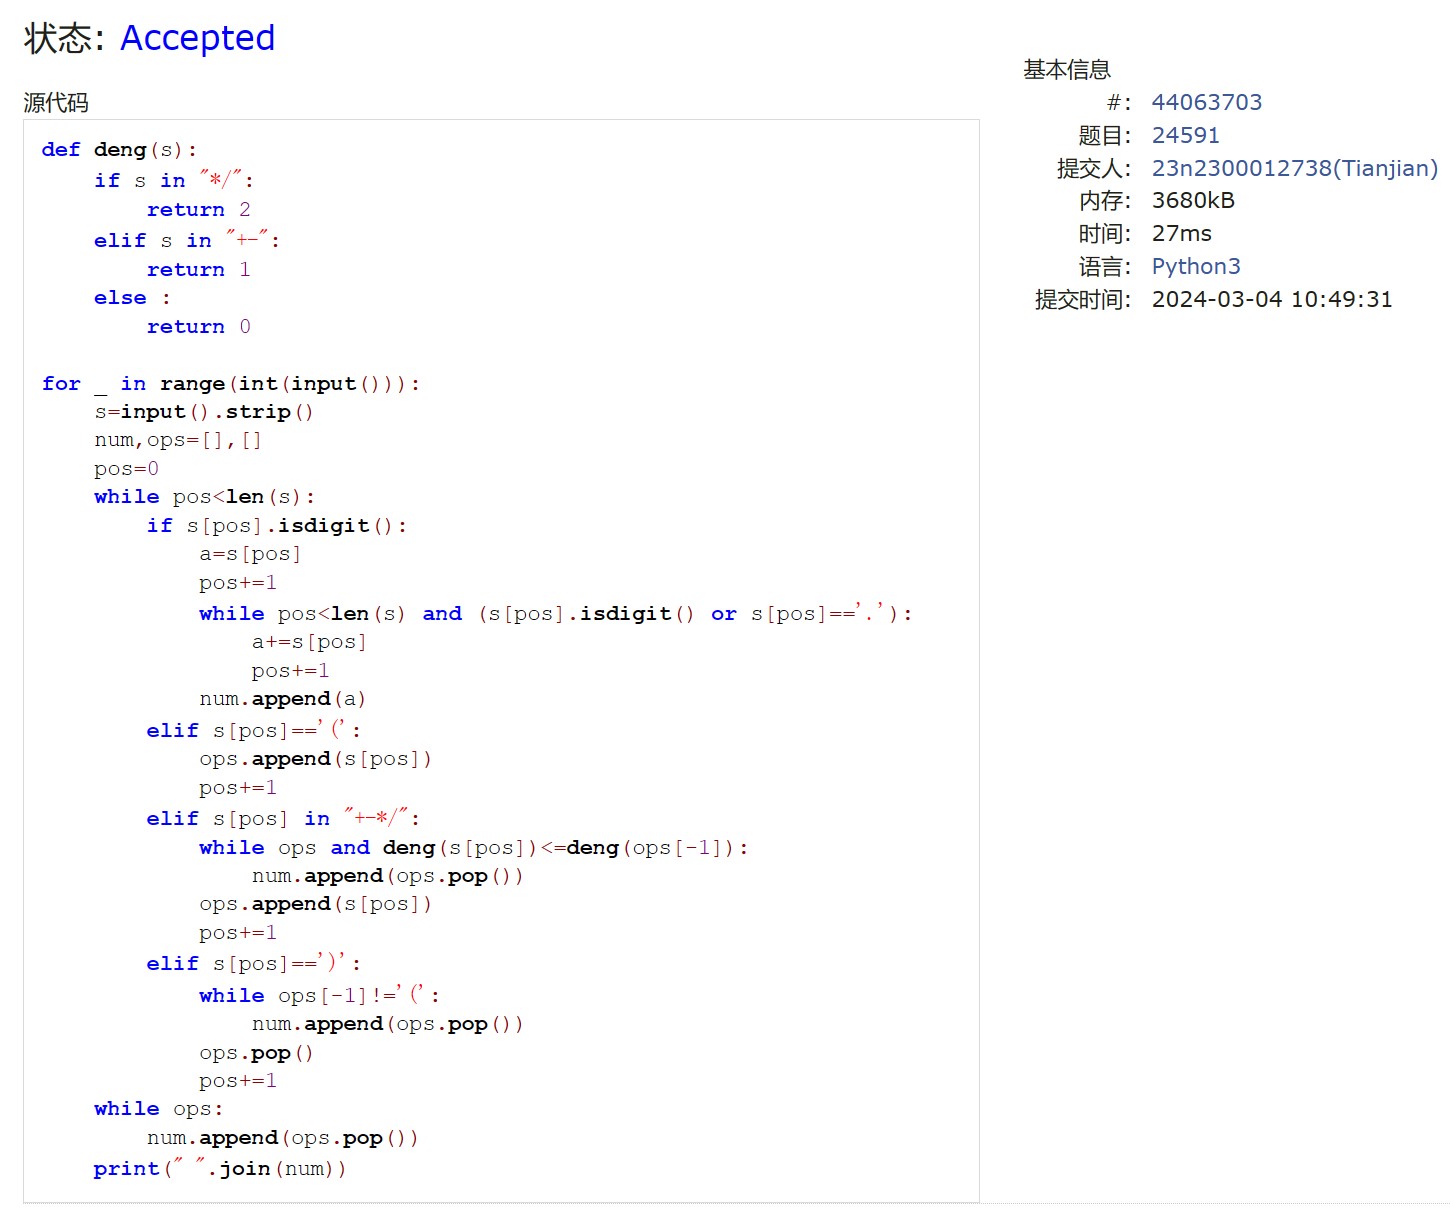 状态: Accepted
源代码
def deng(s):
    if s in "*/":
        return 2
    elif s in "+-":
        return 1
    else :
        return 0

for _ in range(int(input())):
    s=input().strip()
    num,ops=[],[]
    pos=0
    while pos<len(s):
        if s[pos].isdigit():
            a=s[pos]
            pos+=1
            while pos<len(s) and (s[pos].isdigit() or s[pos]=='.'):
                a+=s[pos]
                pos+=1
            num.append(a)
        elif s[pos]=='(':
            ops.append(s[pos])
            pos+=1
        elif s[pos] in "+-*/":
            while ops and deng(s[pos])<=deng(ops[-1]):
                num.append(ops.pop())
            ops.append(s[pos])
            pos+=1
        elif s[pos]==')':
            while ops[-1]!='(':
                num.append(ops.pop())
            ops.pop()
            pos+=1
    while ops:
        num.append(ops.pop())
    print(" ".join(num))
基本信息
#: 44063703
题目: 24591
提交人: 23n2300012738(Tianjian)
内存: 3680kB
时间: 27ms
语言: Python3
提交时间: 2024-03-04 10:49:31